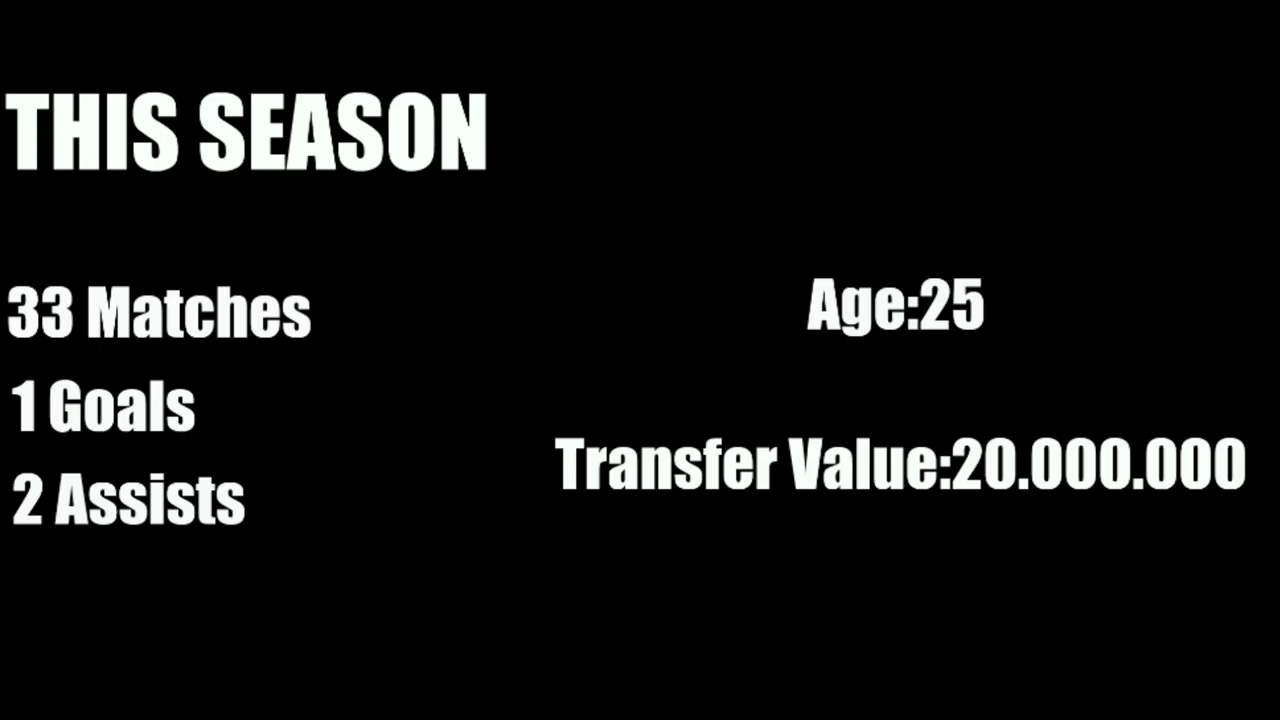 THIS SEASON
33 Matches
1 Goals
2 Assists
Age:25
Transfer Value:20.000.000